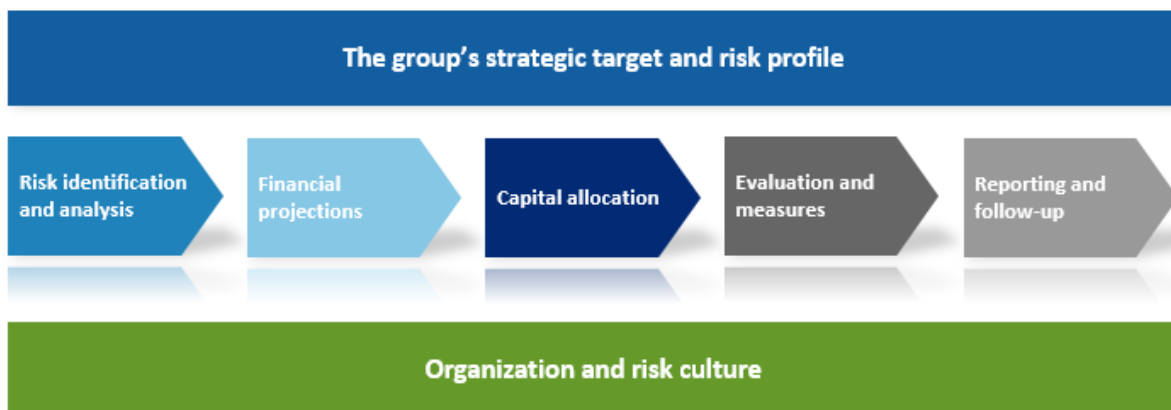 The group’s strategic target and risk profile
Risk identification
and analysis
Financial
projections
Capital allocation
Evaluation and
measures
Reporting and
follow-up
Organization and risk culture